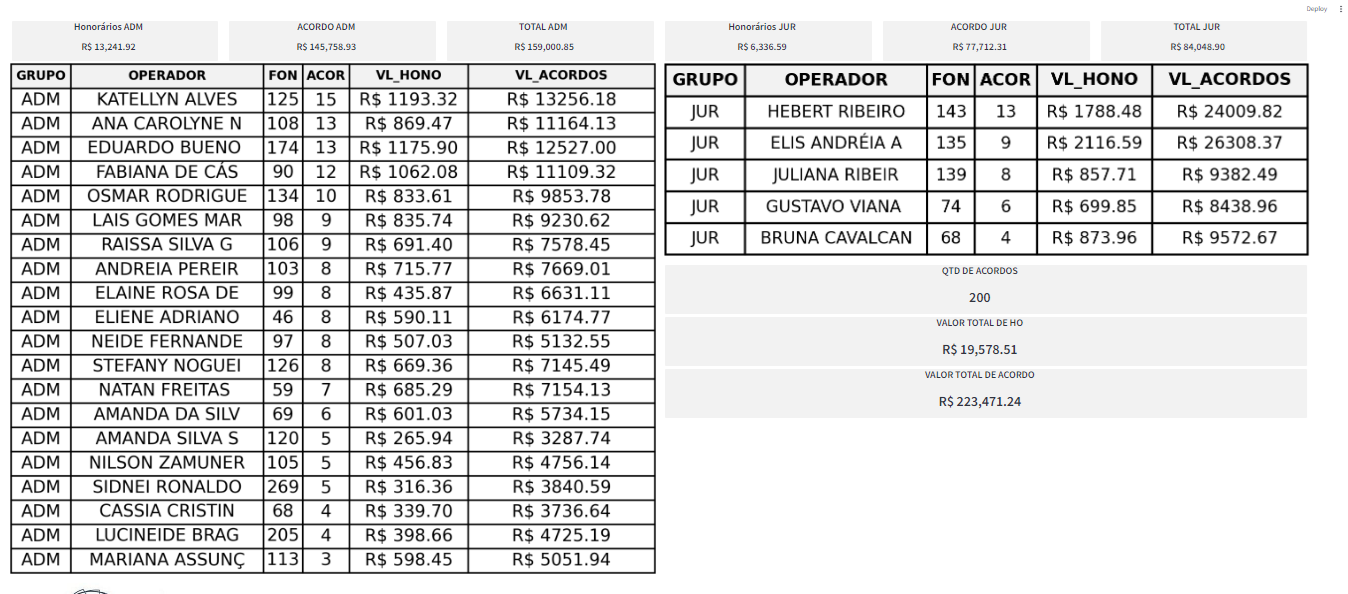 Deploy
Honorários ADM
R$ 13,241.92
ACORDO ADM
R$ 145,758.93
TOTAL ADM
R$ 159,000.85
Honorários JUR
R$ 6,336.59
ACORDO JUR
R$ 77,712.31
TOTAL JUR
R$ 84,048.90
GRUPO OPERADOR FON ACOR VL_HONO VL_ACORDOS
ADM KATELLYN ALVES 125 15 R$ 1193.32 R$ 13256.18
ADM ANA CAROLYNE N 108 13 R$ 869.47 R$ 11164.13
ADM EDUARDO BUENO 174 13 R$ 1175.90 R$ 12527.00
ADM FABIANA DE CÁS 90 12 R$ 1062.08 R$ 11109.32
ADM OSMAR RODRIGUE 134 10 R$ 833.61 R$ 9853.78
ADM LAIS GOMES MAR 98 9 R$ 835.74 R$ 9230.62
ADM RAISSA SILVA G 106 9 R$ 691.40 R$ 7578.45
ADM ANDREIA PEREIR 103 8 R$ 715.77 R$ 7669.01
ADM ELAINE ROSA DE 99 8 R$ 435.87 R$ 6631.11
ADM ELIENE ADRIANO 46 8 R$ 590.11 R$ 6174.77
ADM NEIDE FERNANDE 97 8 R$ 507.03 R$ 5132.55
ADM STEFANY NOGUEI 126 8 R$ 669.36 R$ 7145.49
ADM NATAN FREITAS 59 7 R$ 685.29 R$ 7154.13
ADM AMANDA DA SILV 69 6 R$ 601.03 R$ 5734.15
ADM AMANDA SILVA S 120 5 R$ 265.94 R$ 3287.74
ADM NILSON ZAMUNER 105 5 R$ 456.83 R$ 4756.14
ADM SIDNEI RONALDO 269 5 R$ 316.36 R$ 3840.59
ADM CASSIA CRISTIN 68 4 R$ 339.70 R$ 3736.64
ADM LUCINEIDE BRAG 205 4 R$ 398.66 R$ 4725.19
ADM MARIANA ASSUNÇ 113 3 R$ 598.45 R$ 5051.94
GRUPO OPERADOR FON ACOR VL_HONO VL_ACORDOS
JUR HEBERT RIBEIRO 143 13 R$ 1788.48 R$ 24009.82
JUR ELIS ANDRÉIA A 135 9 R$ 2116.59 R$ 26308.37
JUR JULIANA RIBEIR 139 8 R$ 857.71 R$ 9382.49
JUR GUSTAVO VIANA 74 6 R$ 699.85 R$ 8438.96
JUR BRUNA CAVALCAN 68 4 R$ 873.96 R$ 9572.67
QTD DE ACORDOS
200
VALOR TOTAL DE HO
R$ 19,578.51
VALOR TOTAL DE ACORDO
R$ 223,471.24